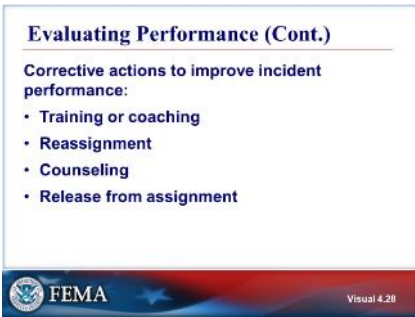 Evaluating Performance (Cont.)
Corrective actions to improve incident
performance:
• Training or coaching
• Reassignment
• Counseling
• Release from assignment
FEMA
Visual 4.28